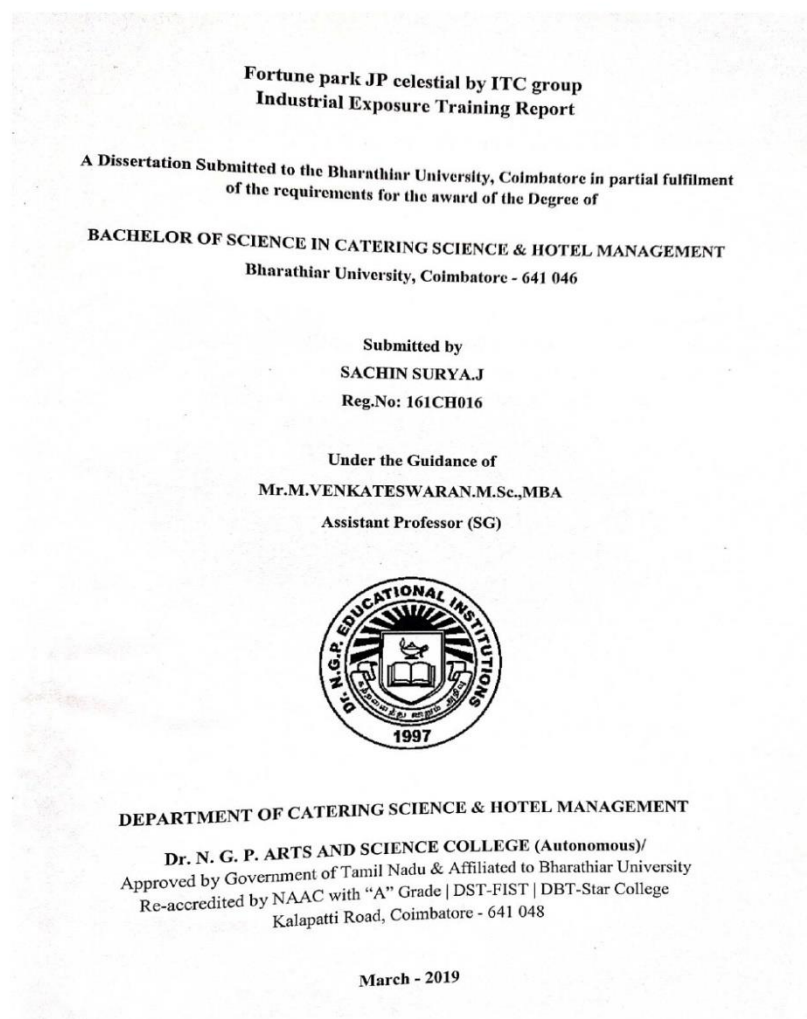 Fortune park JP celestial by ITC group
Industrial Exposure Training Report
A Dissertation Submitted to the Bharathiar University, Coimbatore in partial fulfilment
of the requirements for the award of the Degree of
BACHELOR OF SCIENCE IN CATERING SCIENCE & HOTEL MANAGEMENT
Bharathiar University, Coimbatore - 641 046
Submitted by
SACHIN SURYA.J
Reg.No: 161CH016
Under the Guidance of
Mr.M.VENKATESWARAN.M.Sc.,MBA
Assistant Professor (SG)
Dr. N.G.P. EDUCATIONAL INSTITUTIONS
1997
DEPARTMENT OF CATERING SCIENCE & HOTEL MANAGEMENT
Dr. N. G. P. ARTS AND SCIENCE COLLEGE (Autonomous)/
Approved by Government of Tamil Nadu & Affiliated to Bharathiar University
Re-accredited by NAAC with “A” Grade | DST-FIST | DBT-Star College
Kalapatti Road, Coimbatore - 641 048
March - 2019